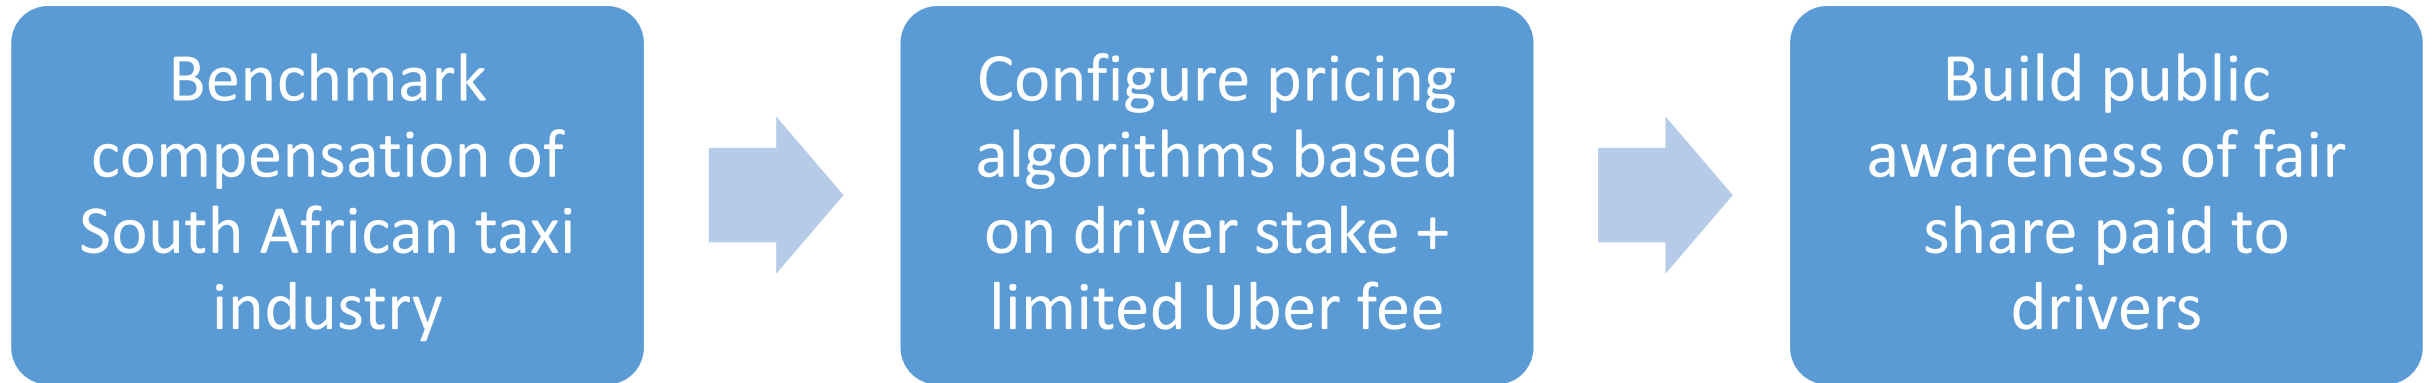 Benchmark
compensation of
South African taxi
industry
Configure pricing
algorithms based
on driver stake +
limited Uber fee
Build public
awareness of fair
share paid to
drivers